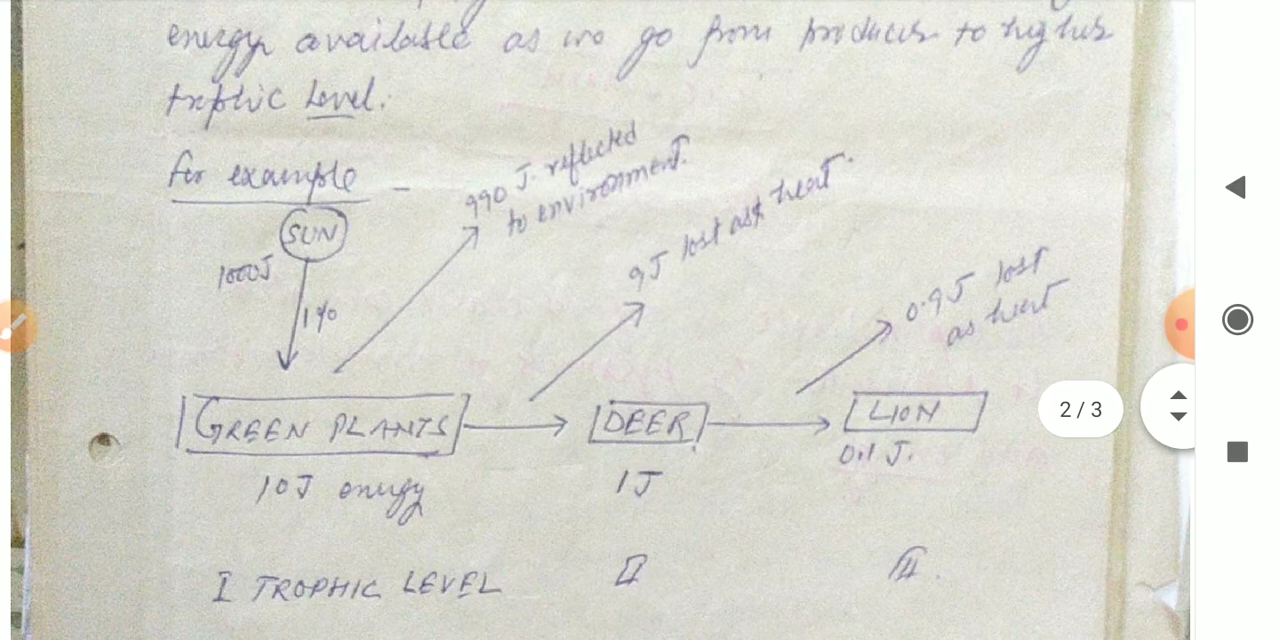 energy available as we go from producers to higher
trophic Level.
for example -
SUN
1000J
1%
990 J. reflected
to environment.
9J lost as heat.
0.9J lost
as heat
GREEN PLANTS
DEER
LION
10J energy
1J
0.1 J.
I TROPHIC LEVEL
II
III.
2/3